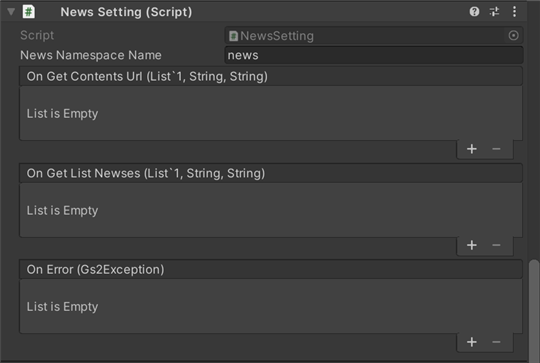 News Setting (Script)
Script NewsSetting
News Namespace Name news
On Get Contents Url (List`1, String, String)
List is Empty
On Get List Newses (List`1, String, String)
List is Empty
On Error (Gs2Exception)
List is Empty